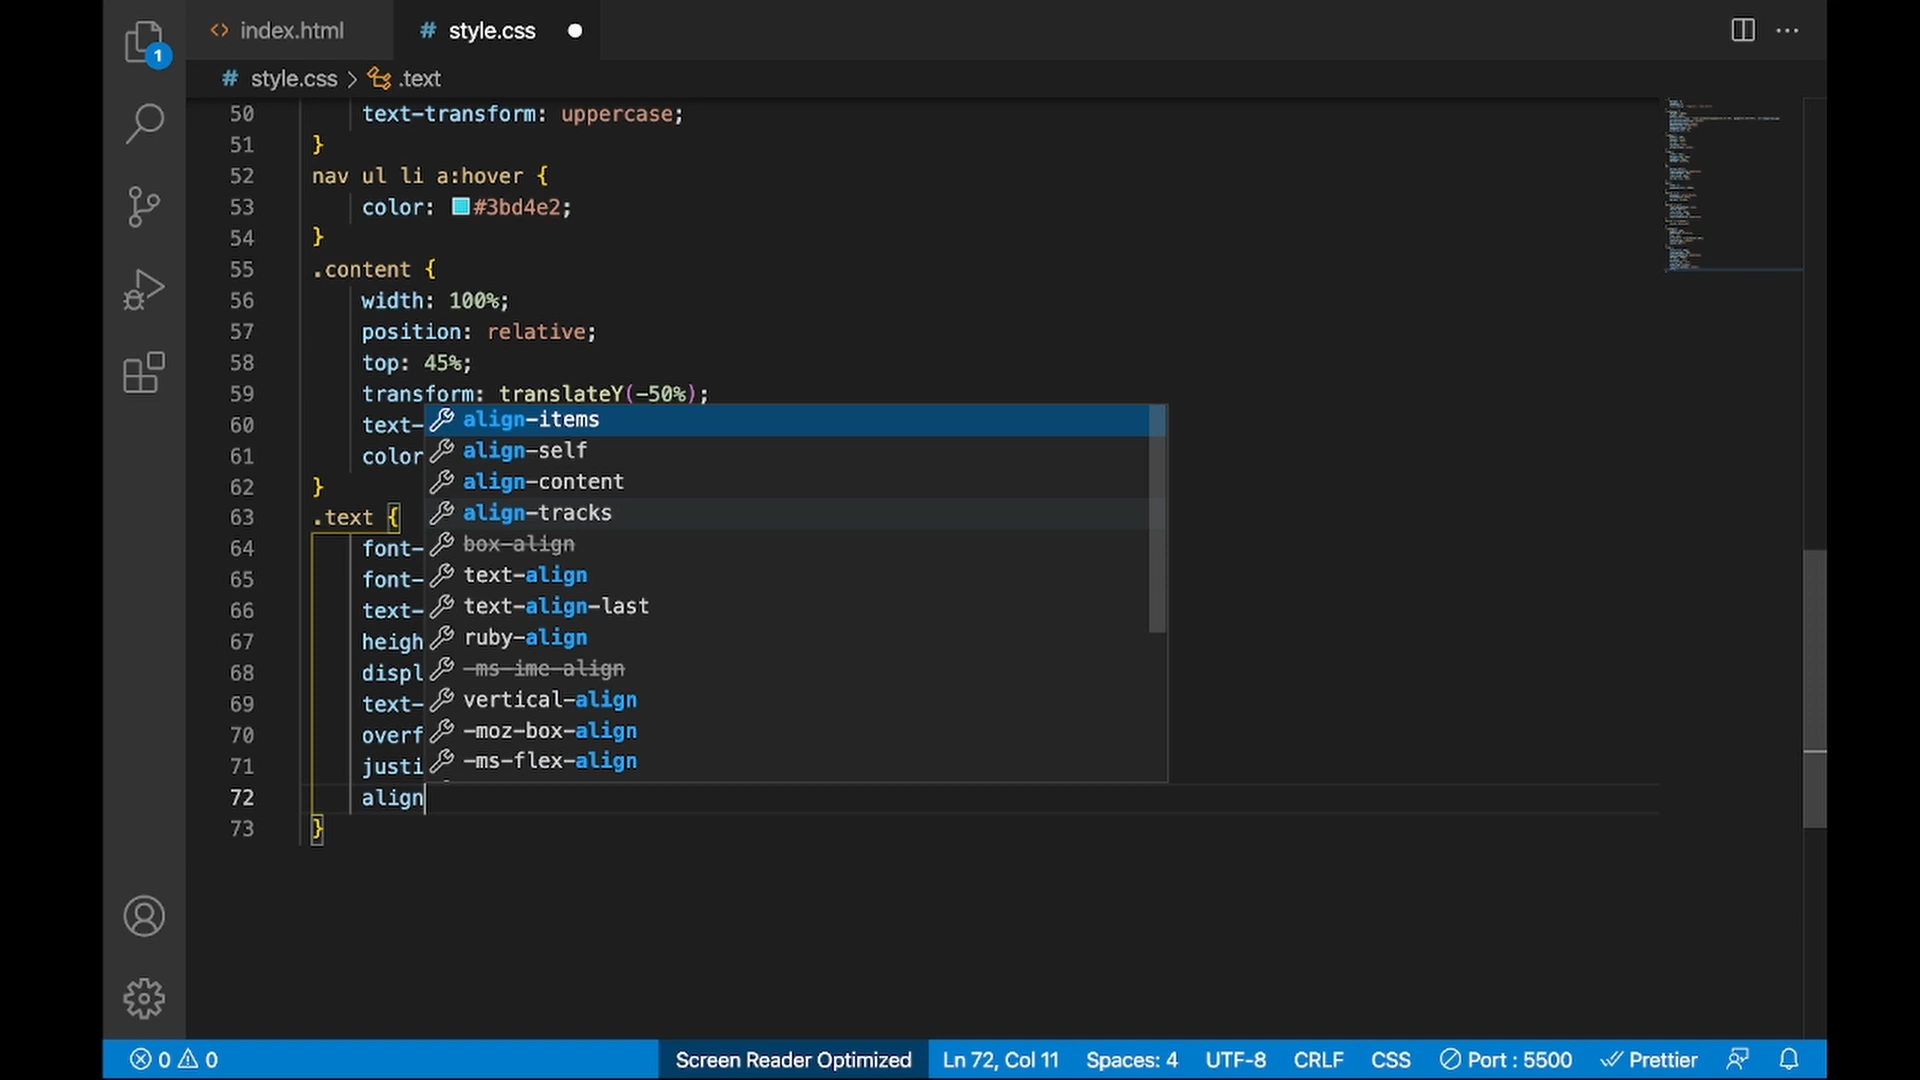 index.html
style.css
style.css > .text
50 text-transform: uppercase;
51 }
52 nav ul li a:hover {
53 color: #3bd4e2;
54 }
55 .content {
56 width: 100%;
57 position: relative;
58 top: 45%;
59 transform: translateY(-50%);
60 text-
61 color
62 }
63 .text {
64 font-
65 font-
66 text-
67 heigh
68 displ
69 text-
70 overf
71 justi
72 align
73 }
align-items
align-self
align-content
align-tracks
box-align
text-align
text-align-last
ruby-align
-ms-ime-align
vertical-align
-moz-box-align
-ms-flex-align
1
0 0 Screen Reader Optimized Ln 72, Col 11 Spaces: 4 UTF-8 CRLF CSS Port : 5500 Prettier